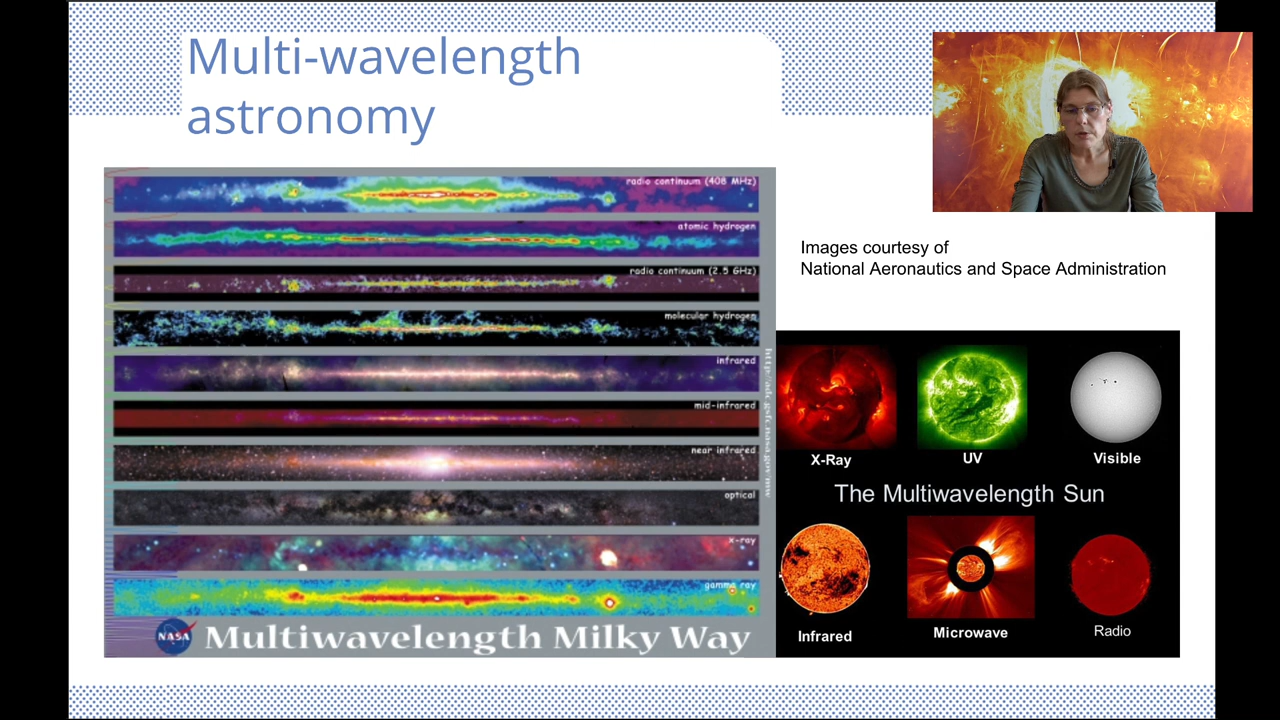 Multi-wavelength
astronomy
radio continuum (408 MHz)
atomic hydrogen
radio continuum (2.5 GHz)
molecular hydrogen
infrared
mid-infrared
near infrared
optical
x-ray
gamma ray
NASA
Multiwavelength Milky Way
Images courtesy of
National Aeronautics and Space Administration
X-Ray
UV
Visible
The Multiwavelength Sun
Infrared
Microwave
Radio